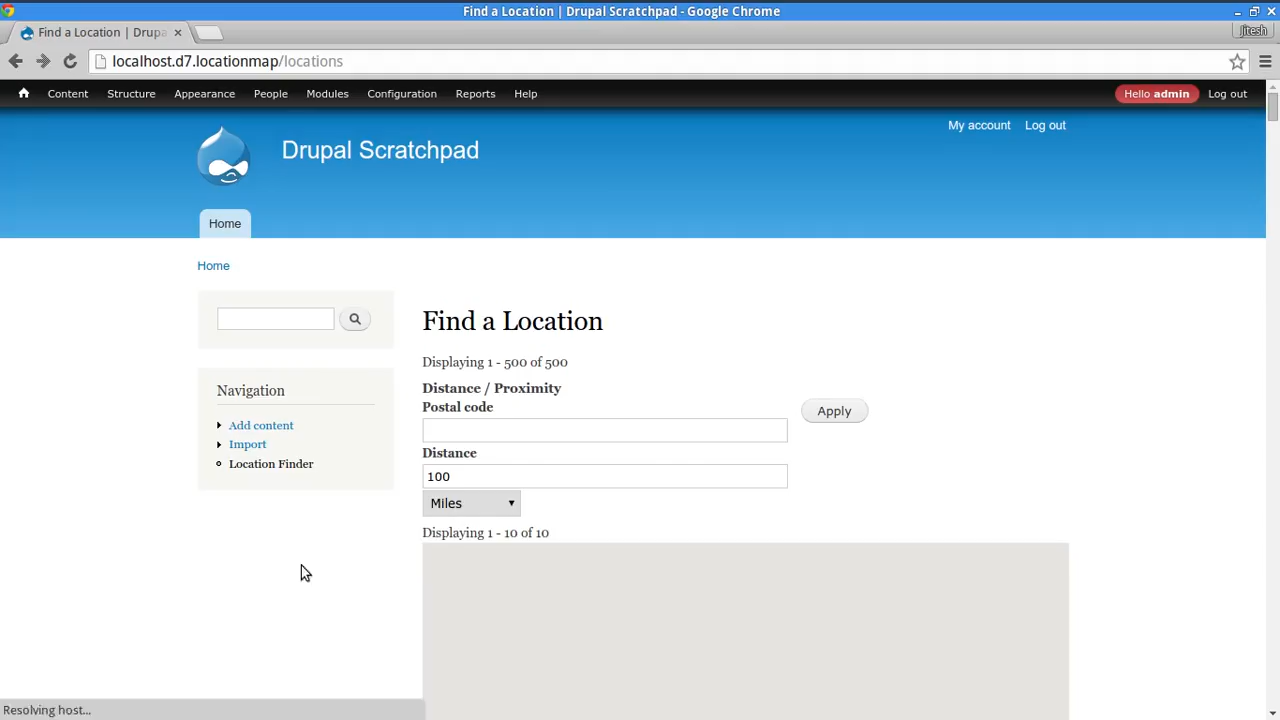 Find a Location | Drupal Scratchpad - Google Chrome
Find a Location | Drupa
jitesh
localhost.d7.locationmap/locations
Content Structure Appearance People Modules Configuration Reports Help Hello admin Log out
My account Log out
Drupal Scratchpad
Home
Home
Find a Location
Displaying 1 - 500 of 500
Distance / Proximity
Postal code
Apply
Navigation
Add content
Import
Location Finder
Distance
100
Miles
Displaying 1 - 10 of 10
Resolving host...